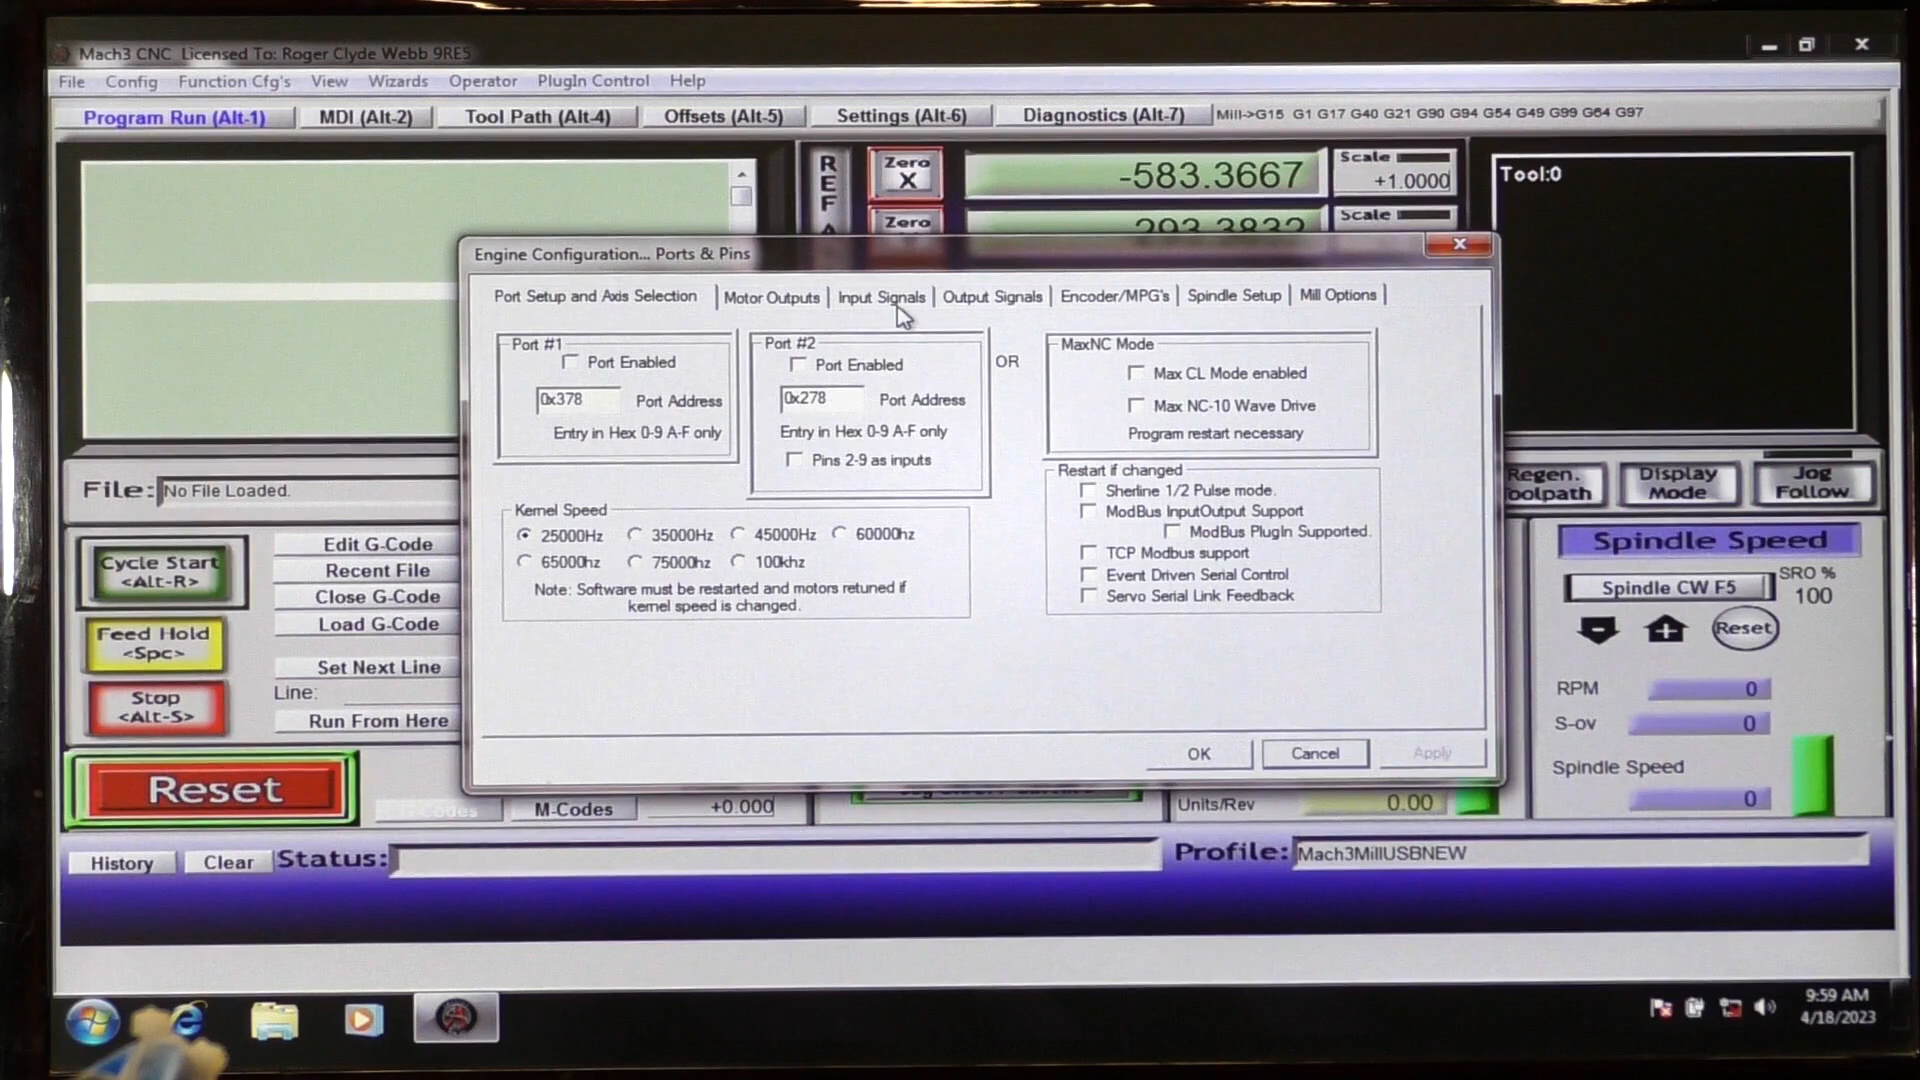 Mach3 CNC Licensed To: Roger Clyde Webb 9RE5
File Config Function Cfg's View Wizards Operator PlugIn Control Help
Program Run (Alt-1) MDI (Alt-2) Tool Path (Alt-4) Offsets (Alt-5) Settings (Alt-6) Diagnostics (Alt-7) Mill->G15 G1 G17 G40 G21 G90 G94 G54 G49 G99 G64 G97
REF A
Zero X
-583.3667
Scale
+1.0000
Tool:0
Zero
293.3832
Scale
Engine Configuration... Ports & Pins
Port Setup and Axis Selection Motor Outputs Input Signals Output Signals Encoder/MPG's Spindle Setup Mill Options
Port #1
Port Enabled
0x378 Port Address
Entry in Hex 0-9 A-F only
Port #2
Port Enabled
0x278 Port Address
Entry in Hex 0-9 A-F only
Pins 2-9 as inputs
OR
MaxNC Mode
Max CL Mode enabled
Max NC-10 Wave Drive
Program restart necessary
Kernel Speed
25000Hz 35000Hz 45000Hz 60000hz
65000hz 75000hz 100khz
Note: Software must be restarted and motors retuned if
kernel speed is changed.
Restart if changed
Sherline 1/2 Pulse mode.
ModBus InputOutput Support
ModBus PlugIn Supported.
TCP Modbus support
Event Driven Serial Control
Servo Serial Link Feedback
OK Cancel Apply
File: No File Loaded.
Regen.
Toolpath
Display
Mode
Jog
Follow
Cycle Start
<Alt-R>
Feed Hold
<Spc>
Stop
<Alt-S>
Reset
Edit G-Code
Recent File
Close G-Code
Load G-Code
Set Next Line
Line:
Run From Here
M-Codes
+0.000
Units/Rev 0.00
Spindle Speed
Spindle CW F5
SRO %
100
Reset
RPM 0
S-ov 0
Spindle Speed
0
History Clear Status:
Profile: Mach3MillUSBNEW
9:59 AM
4/18/2023